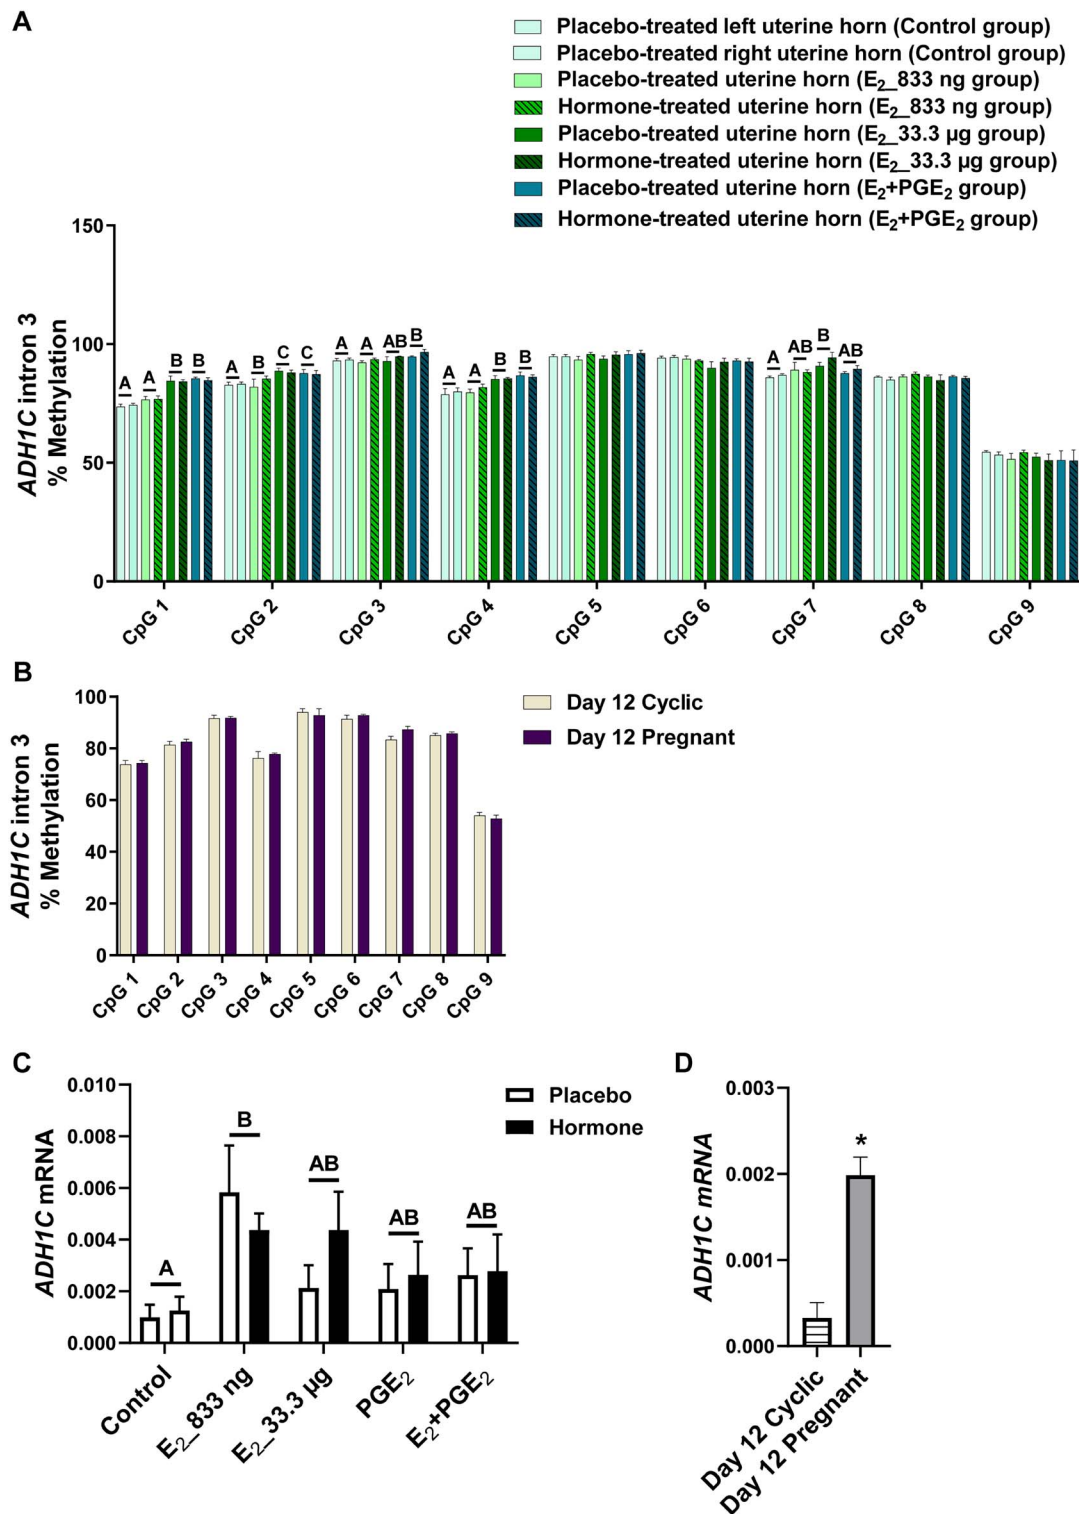 A
Placebo-treated left uterine horn (Control group)
Placebo-treated right uterine horn (Control group)
Placebo-treated uterine horn (E₂_833 ng group)
Hormone-treated uterine horn (E₂_833 ng group)
Placebo-treated uterine horn (E₂_33.3 µg group)
Hormone-treated uterine horn (E₂_33.3 µg group)
Placebo-treated uterine horn (E₂+PGE₂ group)
Hormone-treated uterine horn (E₂+PGE₂ group)
ADH1C intron 3
% Methylation
150
100
50
0
A A B B
A B C C
A A AB B
A A B B
A AB B AB
CpG 1
CpG 2
CpG 3
CpG 4
CpG 5
CpG 6
CpG 7
CpG 8
CpG 9
B
ADH1C intron 3
% Methylation
100
80
60
40
20
0
Day 12 Cyclic
Day 12 Pregnant
CpG 1
CpG 2
CpG 3
CpG 4
CpG 5
CpG 6
CpG 7
CpG 8
CpG 9
C
ADH1C mRNA
0.010
0.008
0.006
0.004
0.002
0.000
Placebo
Hormone
A
B
AB
AB
AB
Control
E₂_833 ng
E₂_33.3 µg
PGE₂
E₂+PGE₂
D
ADH1C mRNA
0.003
0.002
0.001
0.000
*
Day 12 Cyclic
Day 12 Pregnant